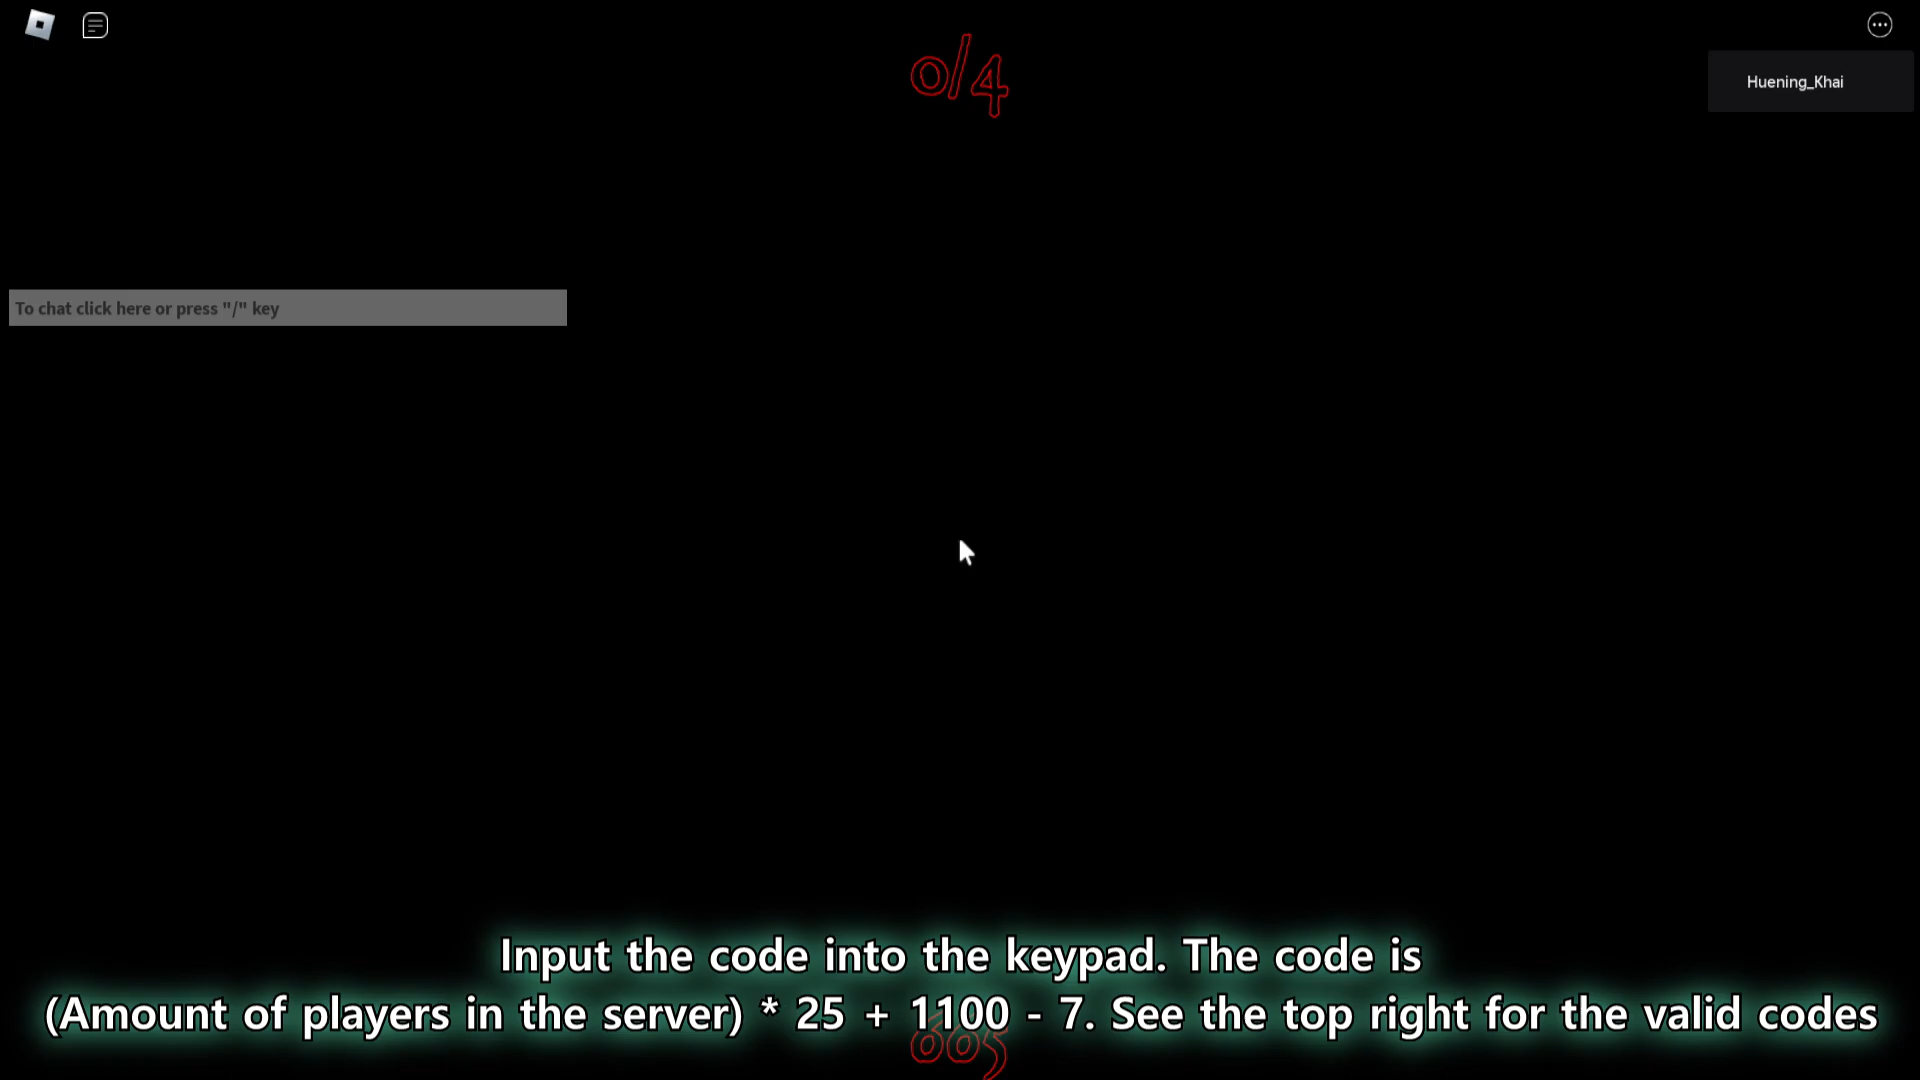 0/4
Huening_Khai
To chat click here or press "/" key
Input the code into the keypad. The code is
(Amount of players in the server) * 25 + 1100 - 7. See the top right for the valid codes
605